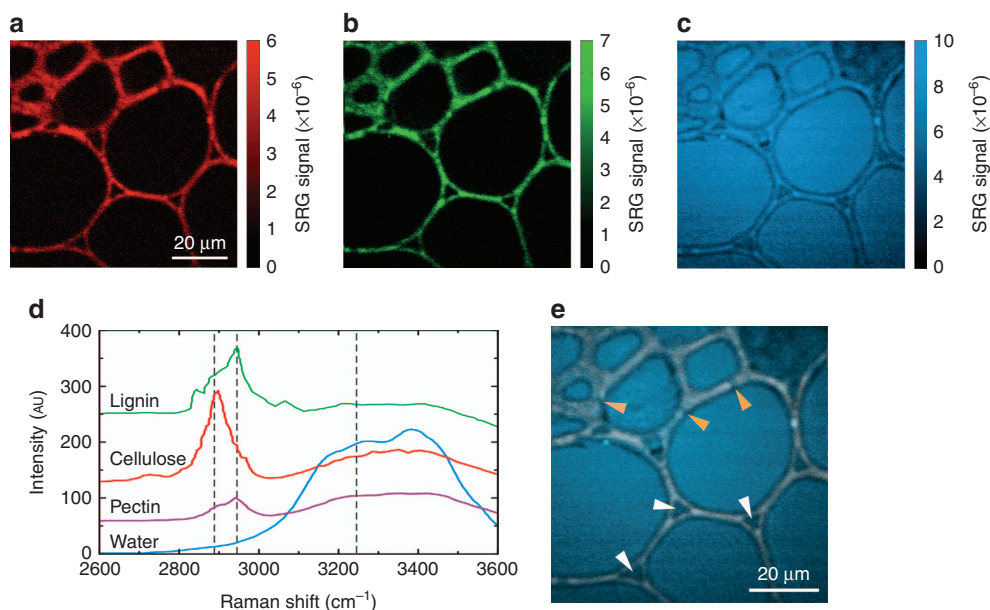 a
6
5
4
3
2
1
0
SRG signal (×10⁻⁶)
20 μm
b
7
6
5
4
3
2
1
0
SRG signal (×10⁻⁶)
c
10
8
6
4
2
0
SRG signal (×10⁻⁶)
d
400
300
200
100
0
Intensity (AU)
Lignin
Cellulose
Pectin
Water
2600 2800 3000 3200 3400 3600
Raman shift (cm⁻¹)
e
20 μm